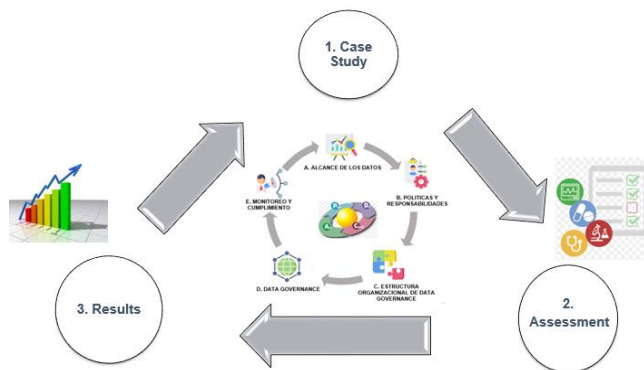 1. Case
Study
A. ALCANCE DE LOS DATOS
E. MONITOREO Y
CUMPLIMIENTO
B. POLITICAS Y
RESPONSABILIDADES
D. DATA GOVERNANCE
C. ESTRUCTURA
ORGANIZACIONAL DE DATA
GOVERNANCE
3. Results
2.
Assessment